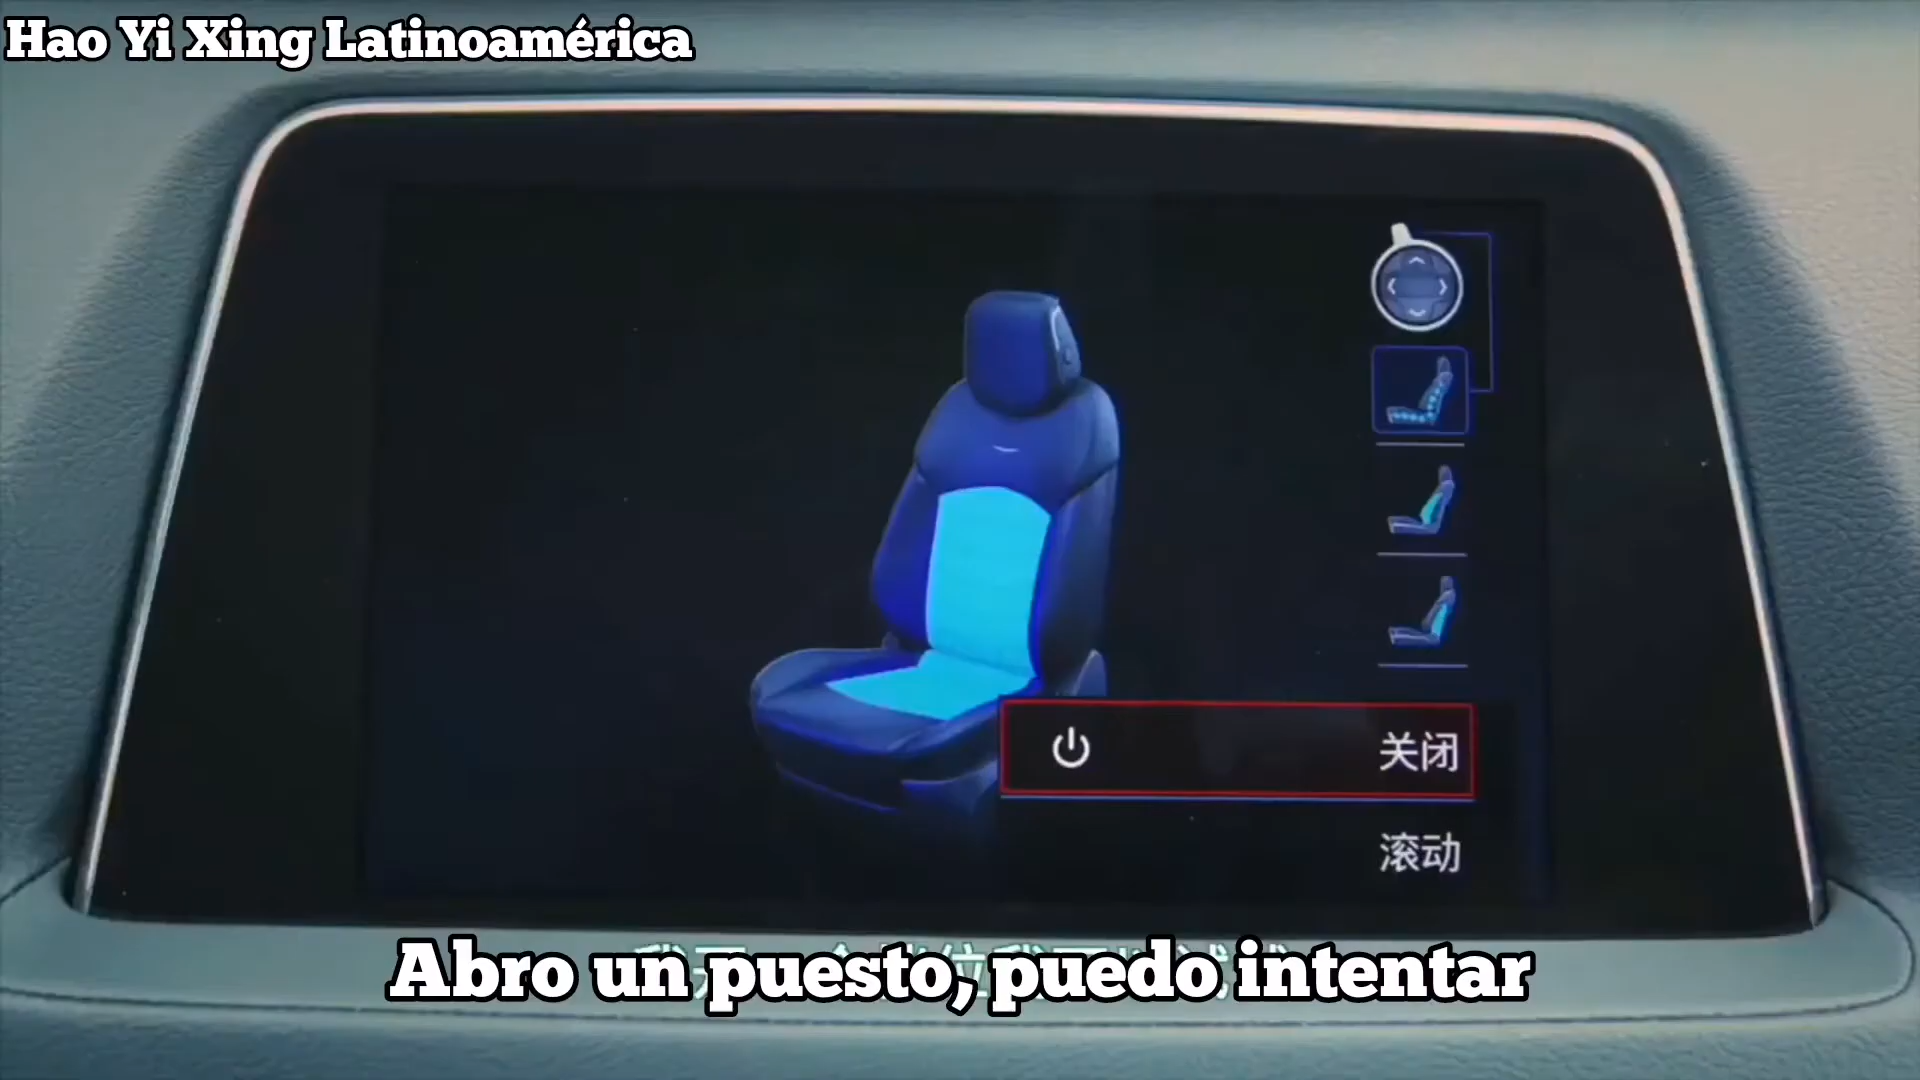 Hao Yi Xing Latinoamérica
关闭
滚动
Abro un puesto, puedo intentar